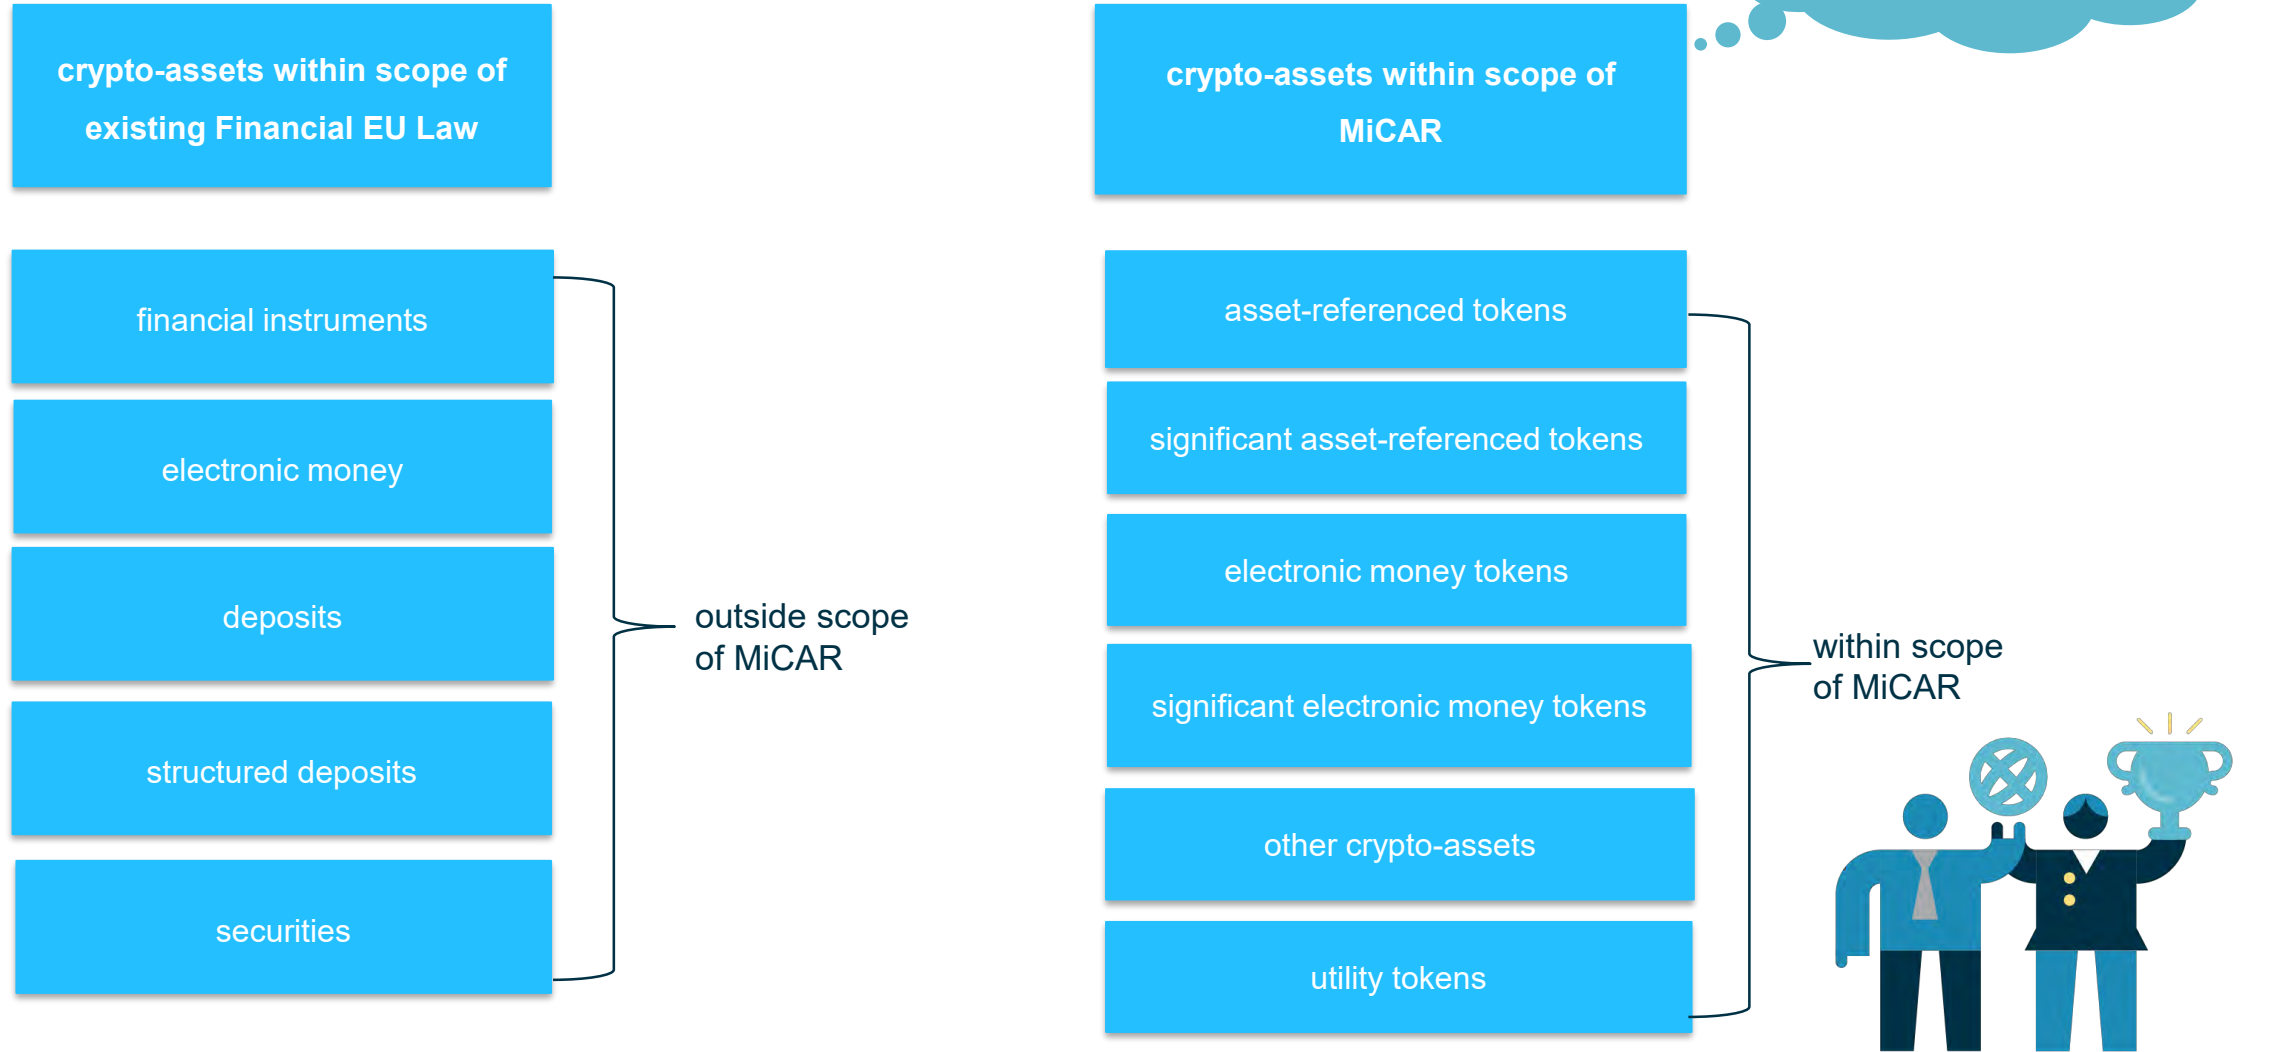 crypto-assets within scope of
existing Financial EU Law
financial instruments
electronic money
deposits
structured deposits
securities
outside scope
of MiCAR
crypto-assets within scope of
MiCAR
asset-referenced tokens
significant asset-referenced tokens
electronic money tokens
significant electronic money tokens
other crypto-assets
utility tokens
within scope
of MiCAR